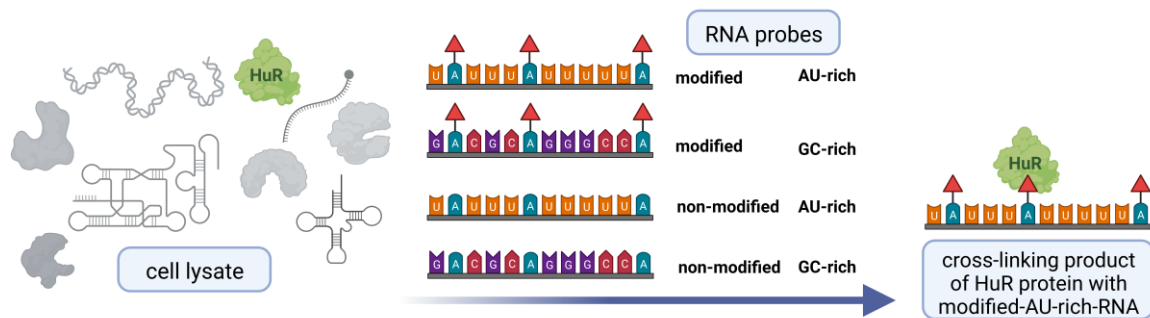 HuR
cell lysate
RNA probes
U A U U U A U U U U U A
modified AU-rich
G A C G C A G G G C C A
modified GC-rich
U A U U U A U U U U U A
non-modified AU-rich
G A C G C A G G G C C A
non-modified GC-rich
HuR
U A U U U A U U U U U A
cross-linking product
of HuR protein with
modified-AU-rich-RNA